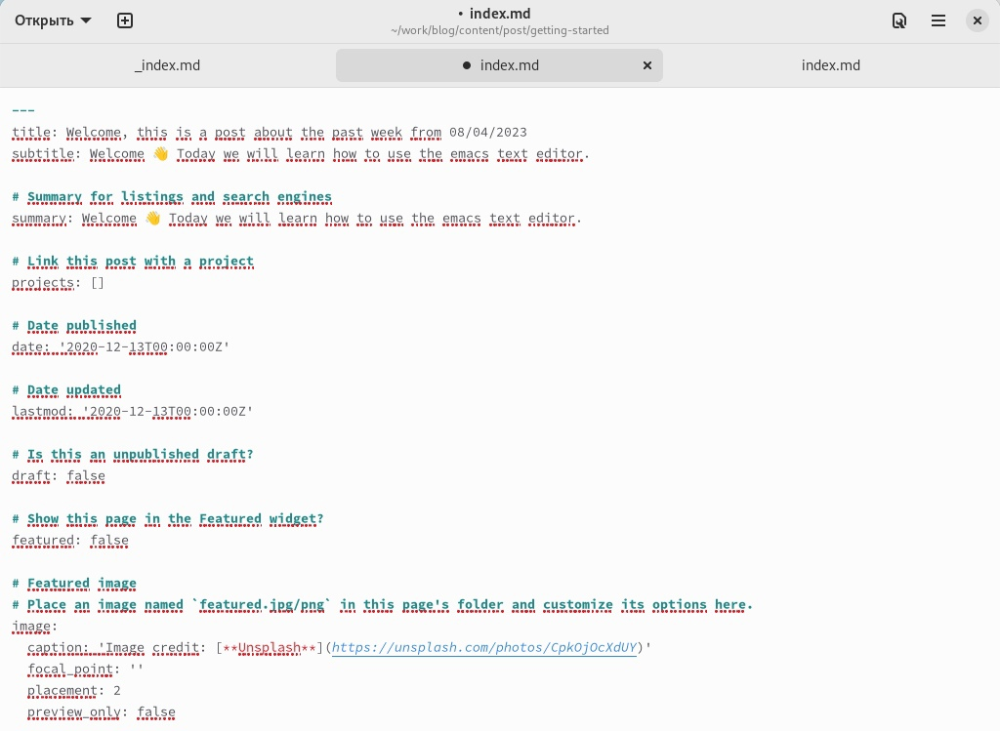 Открыть
• index.md
~/work/blog/content/post/getting-started
_index.md
● index.md
index.md
---
title: Welcome, this is a post about the past week from 08/04/2023
subtitle: Welcome 👋 Today we will learn how to use the emacs text editor.
# Summary for listings and search engines
summary: Welcome 👋 Today we will learn how to use the emacs text editor.
# Link this post with a project
projects: []
# Date published
date: '2020-12-13T00:00:00Z'
# Date updated
lastmod: '2020-12-13T00:00:00Z'
# Is this an unpublished draft?
draft: false
# Show this page in the Featured widget?
featured: false
# Featured image
# Place an image named `featured.jpg/png` in this page's folder and customize its options here.
image:
  caption: 'Image credit: [**Unsplash**](https://unsplash.com/photos/CpkOjOcXdUY)'
  focal_point: ''
  placement: 2
  preview_only: false